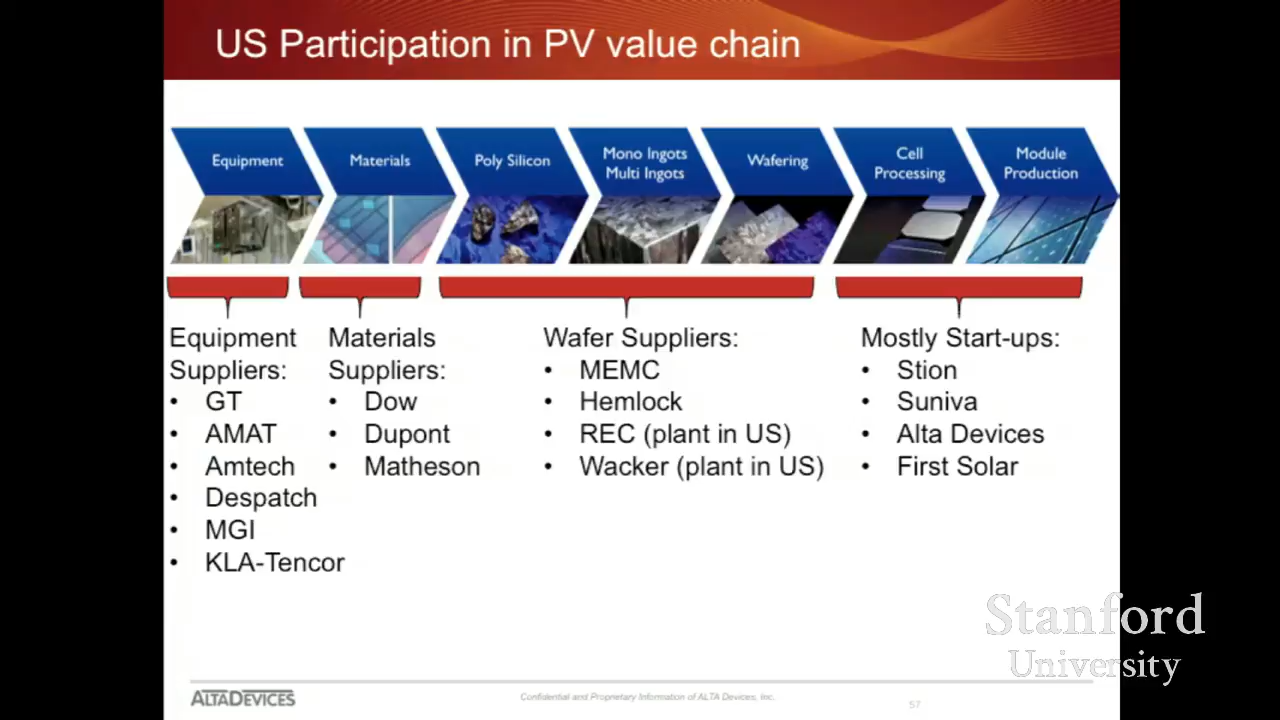 US Participation in PV value chain
Equipment
Materials
Poly Silicon
Mono Ingots
Multi Ingots
Wafering
Cell
Processing
Module
Production
Equipment
Suppliers:
• GT
• AMAT
• Amtech
• Despatch
• MGI
• KLA-Tencor
Materials
Suppliers:
• Dow
• Dupont
• Matheson
Wafer Suppliers:
• MEMC
• Hemlock
• REC (plant in US)
• Wacker (plant in US)
Mostly Start-ups:
• Stion
• Suniva
• Alta Devices
• First Solar
Stanford
University
ALTADEVICES
Confidential and Proprietary Information of ALTA Devices, Inc.
57